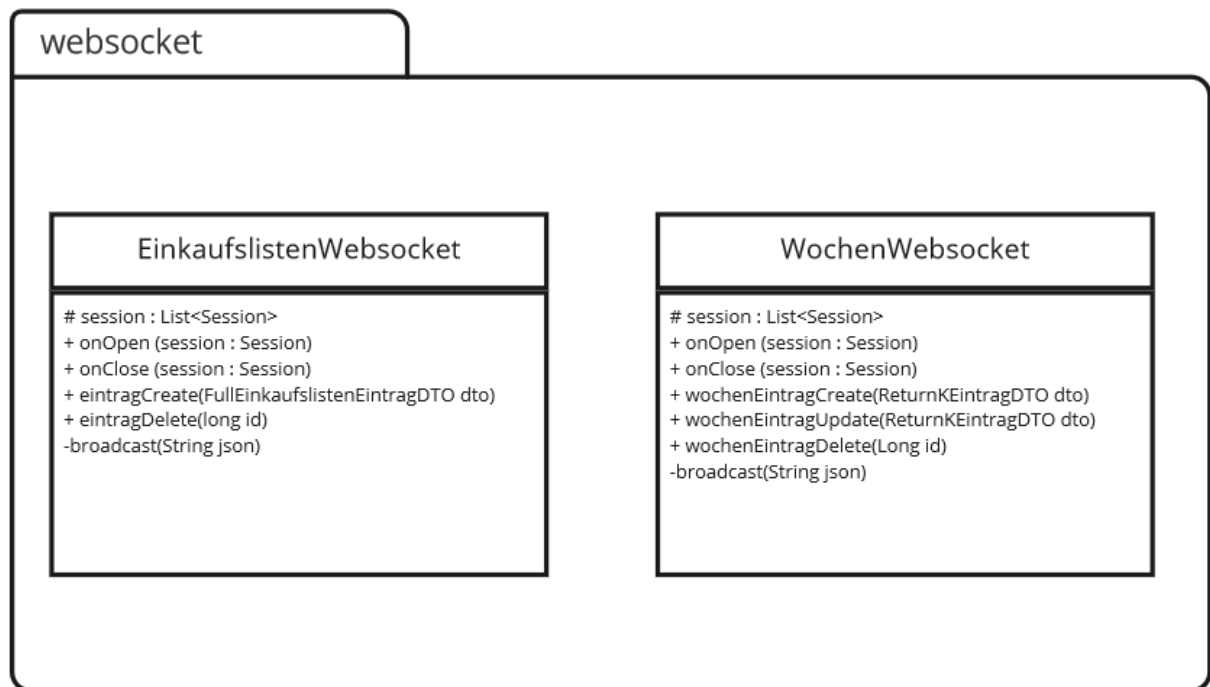 websocket
EinkaufslistenWebsocket
# session : List<Session>
+ onOpen (session : Session)
+ onClose (session : Session)
+ eintragCreate(FullEinkaufslistenEintragDTO dto)
+ eintragDelete(long id)
-broadcast(String json)
WochenWebsocket
# session : List<Session>
+ onOpen (session : Session)
+ onClose (session : Session)
+ wochenEintragCreate(ReturnKEintragDTO dto)
+ wochenEintragUpdate(ReturnKEintragDTO dto)
+ wochenEintragDelete(Long id)
-broadcast(String json)